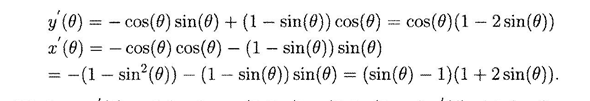 y′(θ) = − cos(θ) sin(θ) + (1 − sin(θ)) cos(θ) = cos(θ)(1 − 2 sin(θ))
x′(θ) = − cos(θ) cos(θ) − (1 − sin(θ)) sin(θ)
= −(1 − sin²(θ)) − (1 − sin(θ)) sin(θ) = (sin(θ) − 1)(1 + 2 sin(θ)).